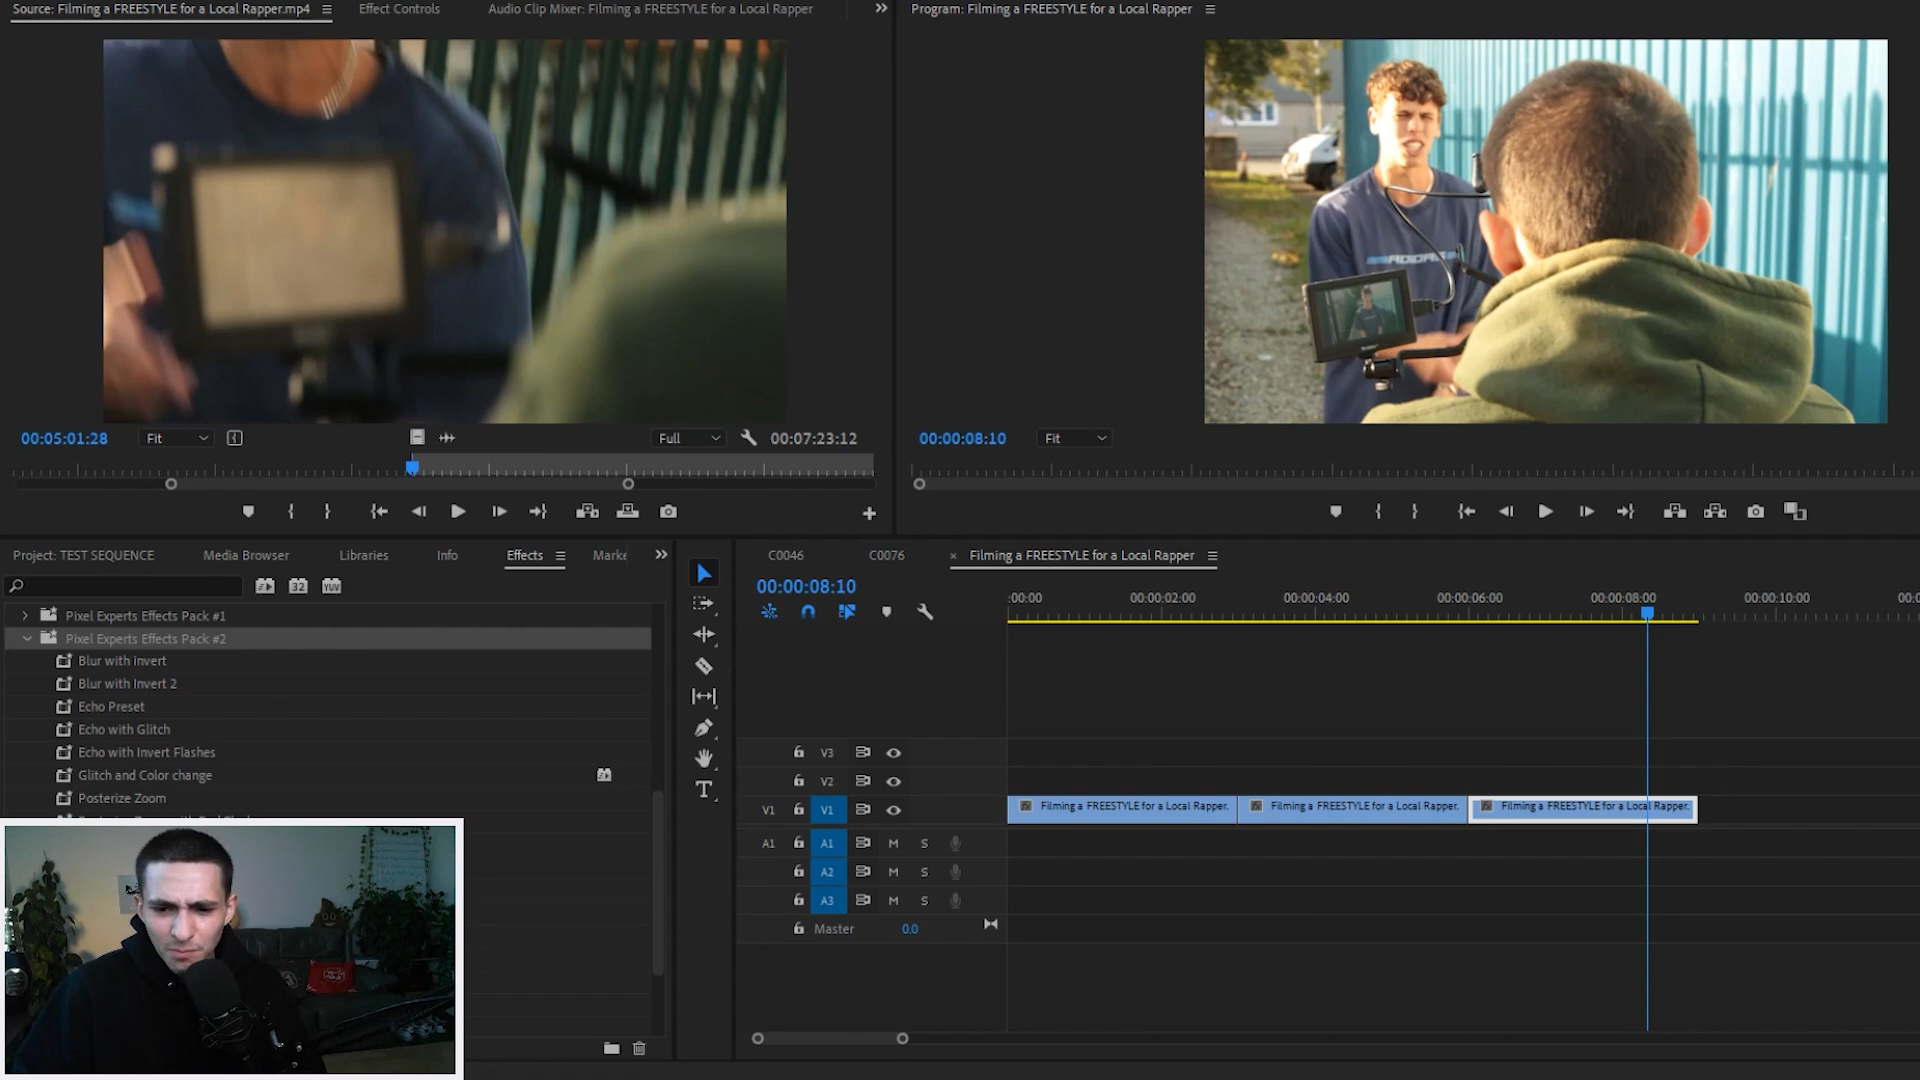 Source: Filming a FREESTYLE for a Local Rapper.mp4
Effect Controls
Audio Clip Mixer: Filming a FREESTYLE for a Local Rapper
Program: Filming a FREESTYLE for a Local Rapper
ADIDAS
00:05:01:28
Fit
Full
00:07:23:12
00:00:08:10
Fit
Project: TEST SEQUENCE
Media Browser
Libraries
Info
Effects
Marke
C0046
C0076
Filming a FREESTYLE for a Local Rapper
00:00:08:10
32
YUV
:00:00
00:00:02:00
00:00:04:00
00:00:06:00
00:00:08:00
00:00:10:00
00:0
Pixel Experts Effects Pack #1
Pixel Experts Effects Pack #2
Blur with Invert
Blur with Invert 2
Echo Preset
Echo with Glitch
Echo with Invert Flashes
Glitch and Color change
Posterize Zoom
V3
V2
V1
V1
Filming a FREESTYLE for a Local Rapper.
Filming a FREESTYLE for a Local Rapper.
Filming a FREESTYLE for a Local Rapper.
A1
A1
M
S
A2
M
S
A3
M
S
Master
0.0
T